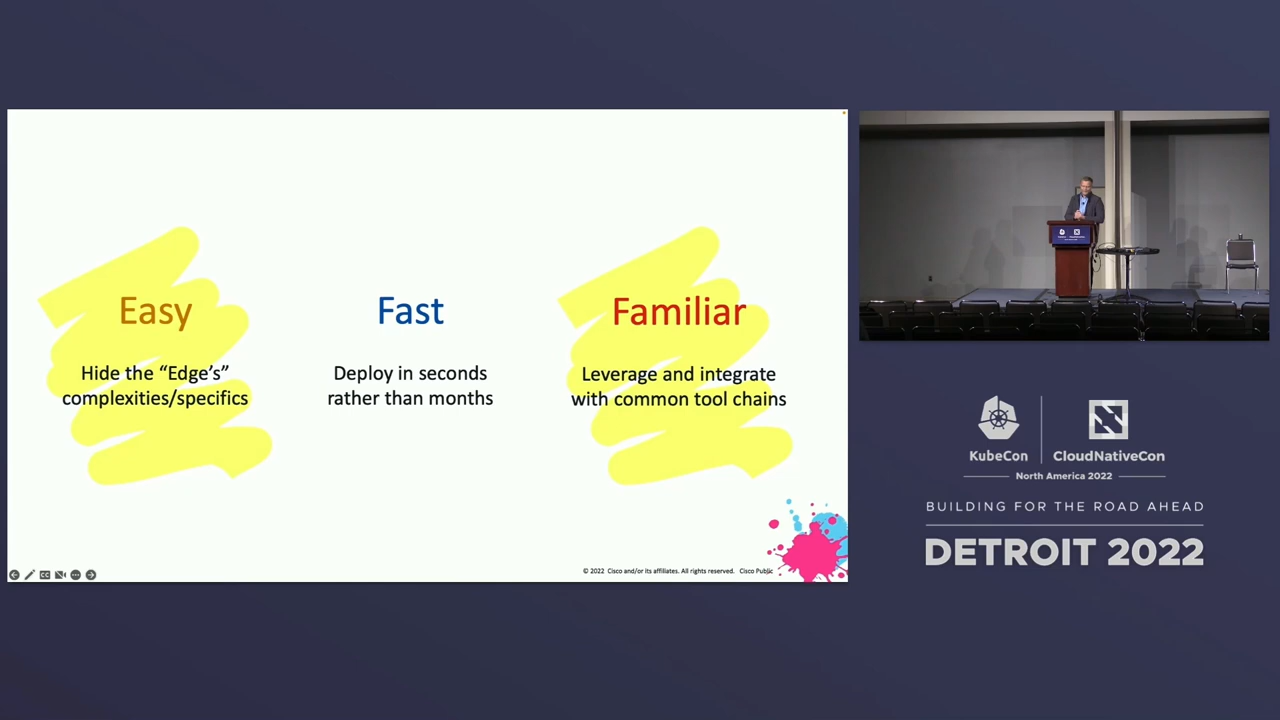 Easy
Hide the “Edge’s”
complexities/specifics
Fast
Deploy in seconds
rather than months
Familiar
Leverage and integrate
with common tool chains
© 2022 Cisco and/or its affiliates. All rights reserved. Cisco Public
KubeCon
CloudNativeCon
North America 2022
BUILDING FOR THE ROAD AHEAD
DETROIT 2022